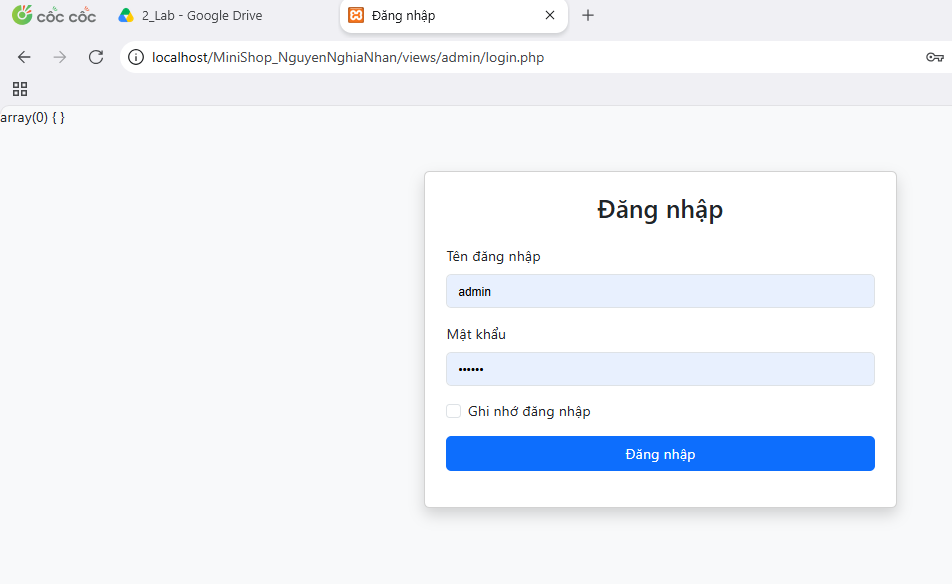 cốc cốc
2_Lab - Google Drive
Đăng nhập
localhost/MiniShop_NguyenNghiaNhan/views/admin/login.php
array(0) { }
Đăng nhập
Tên đăng nhập
admin
Mật khẩu
••••••
Ghi nhớ đăng nhập
Đăng nhập